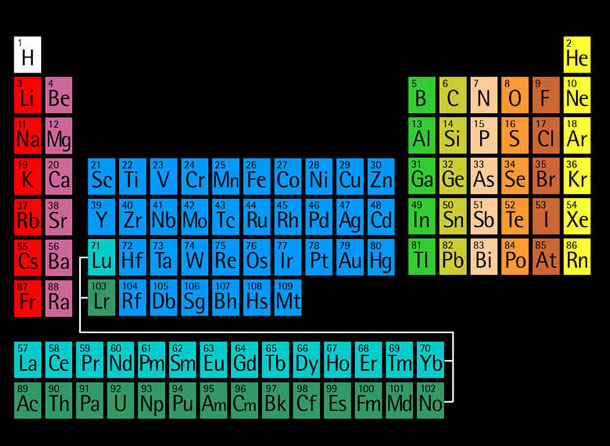 1 2
H He
3 4 5 6 7 8 9 10
Li Be B C N O F Ne
11 12 13 14 15 16 17 18
Na Mg Al Si P S Cl Ar
19 20 21 22 23 24 25 26 27 28 29 30 31 32 33 34 35 36
K Ca Sc Ti V Cr Mn Fe Co Ni Cu Zn Ga Ge As Se Br Kr
37 38 39 40 41 42 43 44 45 46 47 48 49 50 51 52 53 54
Rb Sr Y Zr Nb Mo Tc Ru Rh Pd Ag Cd In Sn Sb Te I Xe
55 56 71 72 73 74 75 76 77 78 79 80 81 82 83 84 85 86
Cs Ba Lu Hf Ta W Re Os Ir Pt Au Hg Tl Pb Bi Po At Rn
87 88 103 104 105 106 107 108 109
Fr Ra Lr Rf Db Sg Bh Hs Mt
57 58 59 60 61 62 63 64 65 66 67 68 69 70
La Ce Pr Nd Pm Sm Eu Gd Tb Dy Ho Er Tm Yb
89 90 91 92 93 94 95 96 97 98 99 100 101 102
Ac Th Pa U Np Pu Am Cm Bk Cf Es Fm Md No